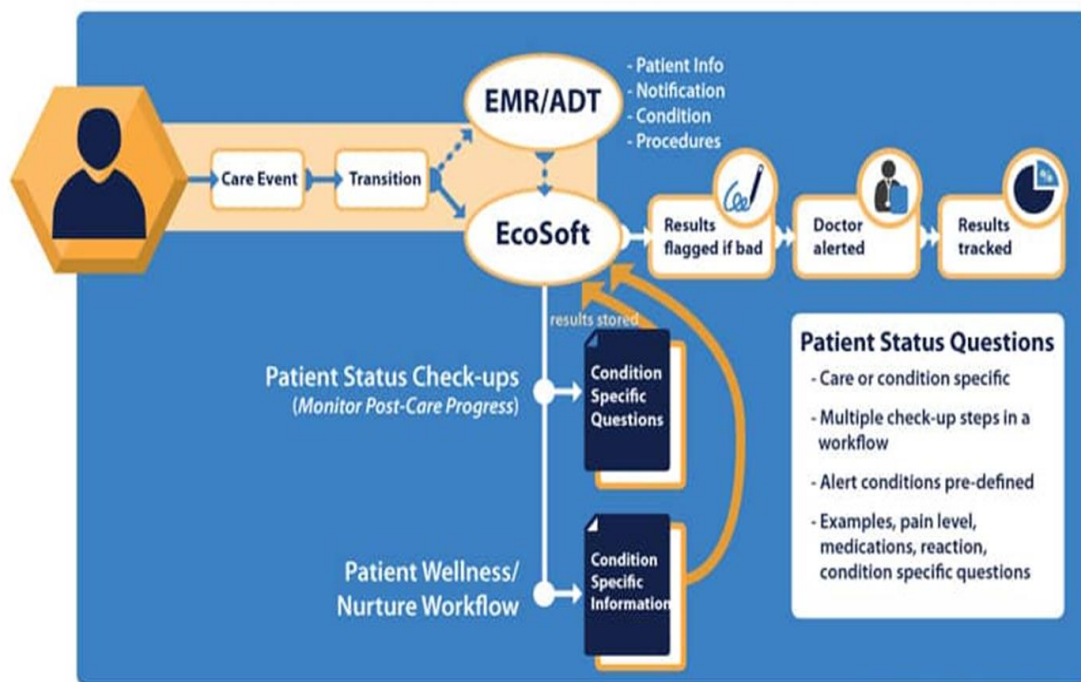 EMR/ADT
- Patient Info
- Notification
- Condition
- Procedures
Care Event
Transition
EcoSoft
Results
flagged if bad
Doctor
alerted
%
Results
tracked
results stored
Patient Status Check-ups
(Monitor Post-Care Progress)
Condition
Specific
Questions
Patient Wellness/
Nurture Workflow
Condition
Specific
Information
Patient Status Questions
- Care or condition specific
- Multiple check-up steps in a
workflow
- Alert conditions pre-defined
- Examples, pain level,
medications, reaction,
condition specific questions